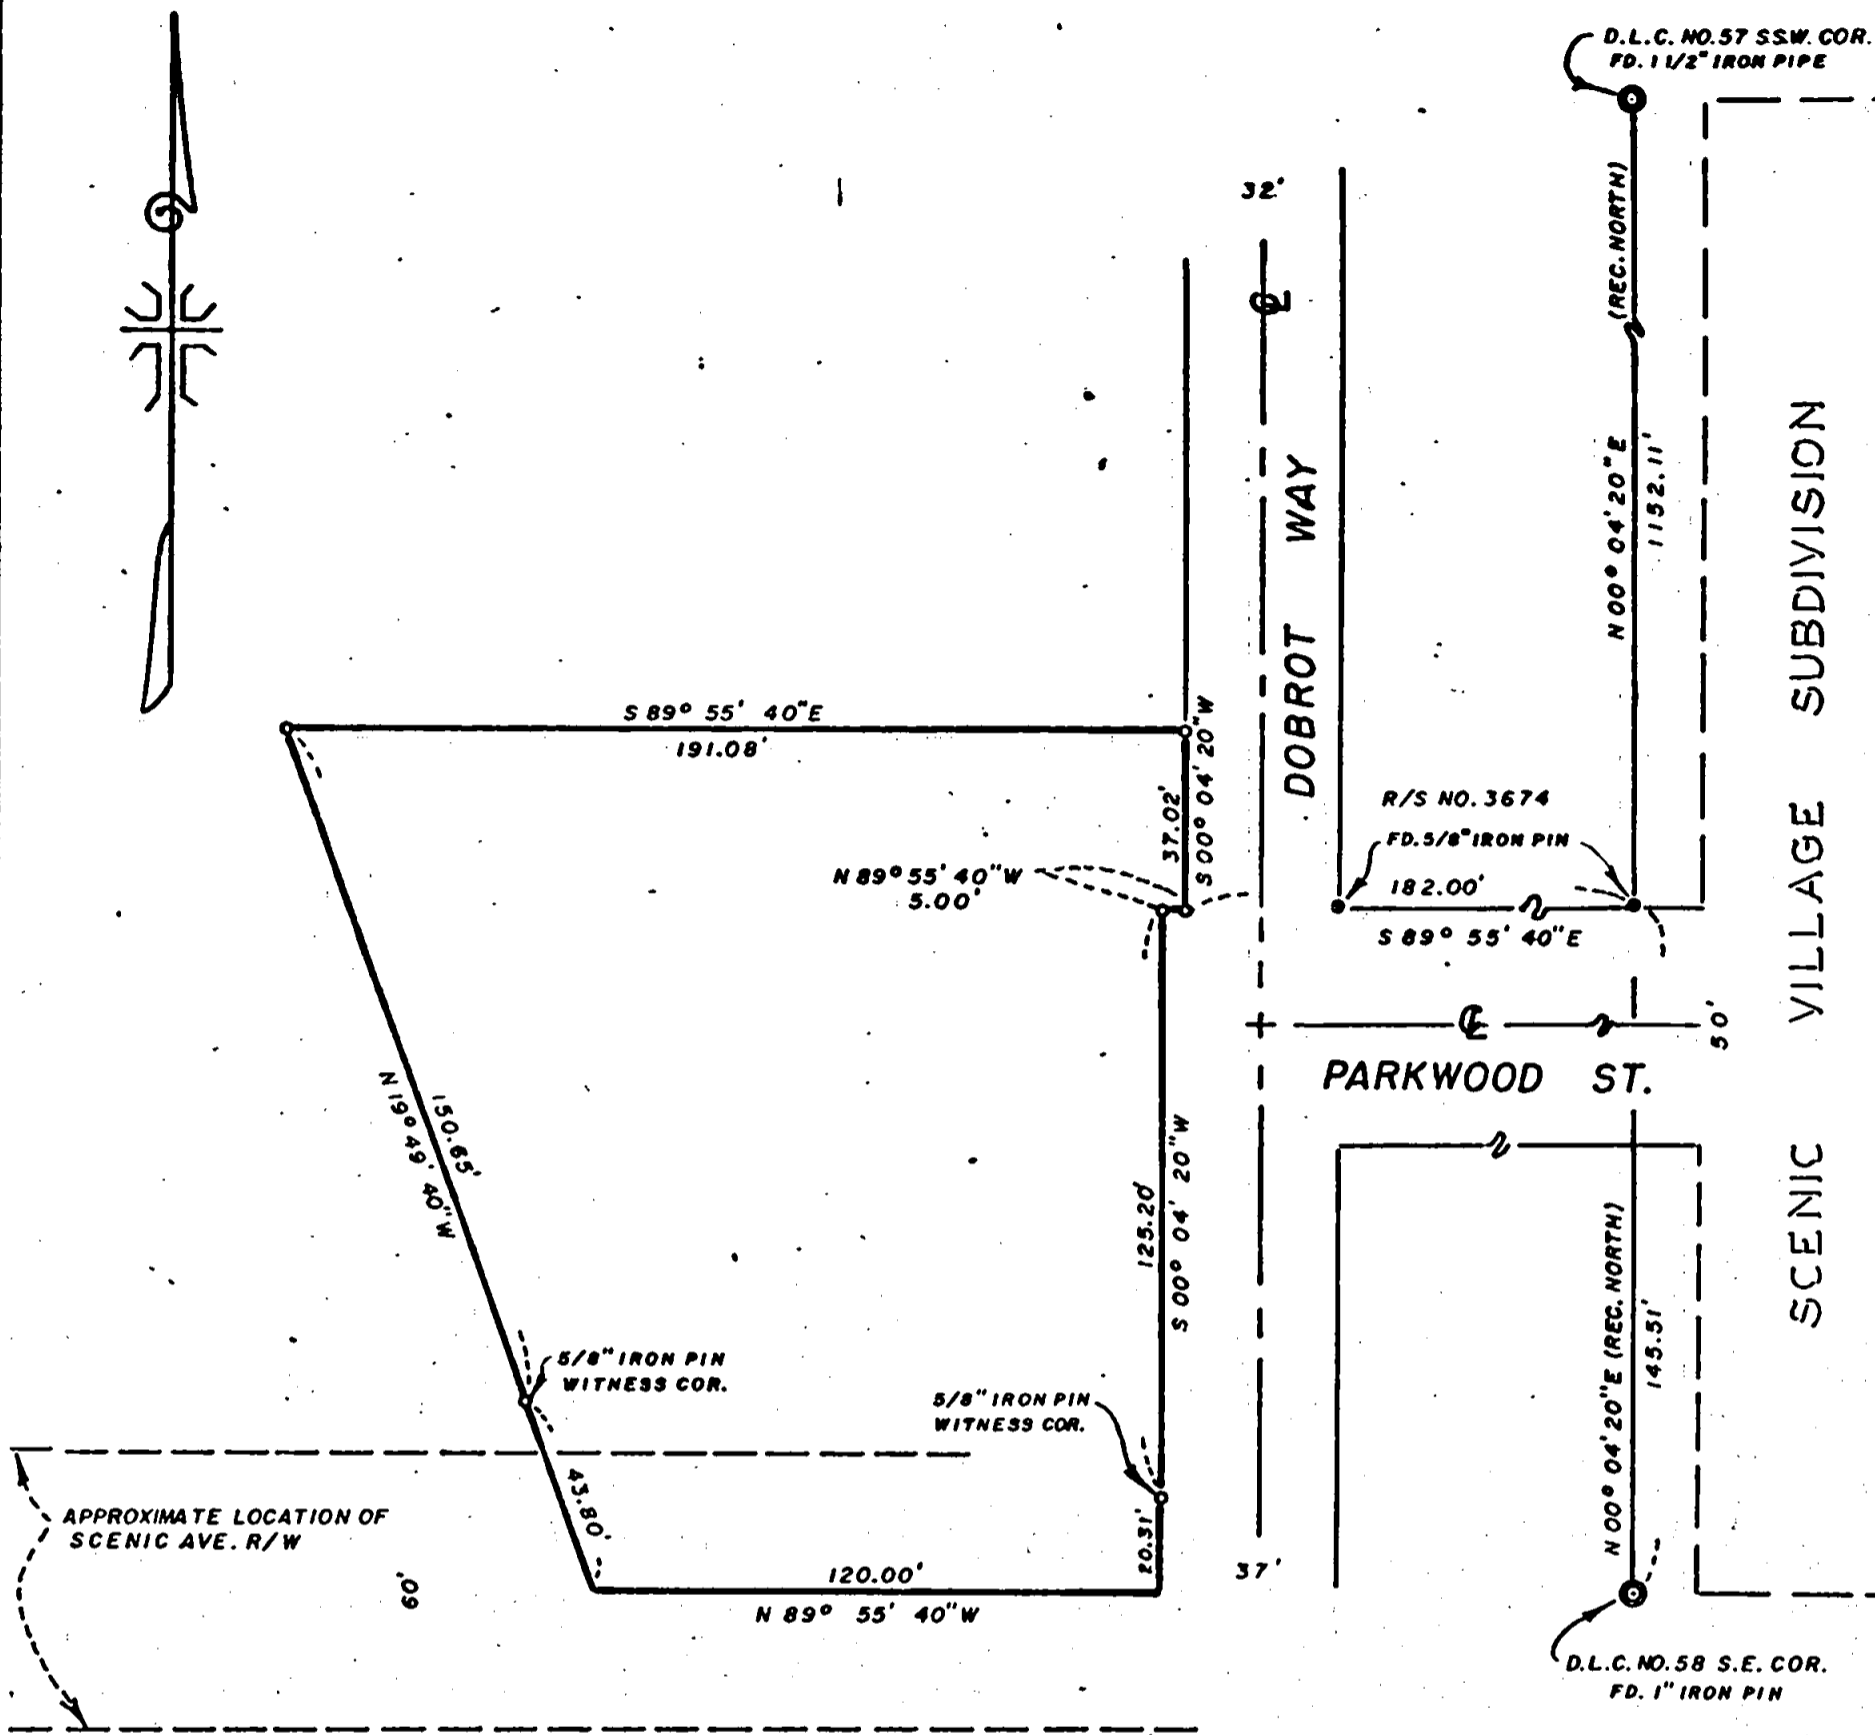 D.L.C. NO.57 SSW. COR.
FD. 1 1/2" IRON PIPE
32'
(REC. NORTH)
N 00° 04' 20" E
1152.11'
℄
DOBROT WAY
SCENIC VILLAGE SUBDIVISION
S 89° 55' 40" E
191.08'
37.02'
S 00° 04' 20" W
R/S NO. 3674
FD. 5/8" IRON PIN
182.00'
S 89° 55' 40" E
N 89° 55' 40" W
5.00'
℄
50'
PARKWOOD ST.
150.65'
N 19° 49' 40" W
125.20'
S 00° 04' 20" W
N 00° 04' 20" E (REC. NORTH)
145.51'
5/8" IRON PIN
WITNESS COR.
5/8" IRON PIN
WITNESS COR.
43.80'
20.31'
APPROXIMATE LOCATION OF
SCENIC AVE. R/W
60'
120.00'
N 89° 55' 40" W
37'
D.L.C. NO. 58 S.E. COR.
FD. 1" IRON PIN